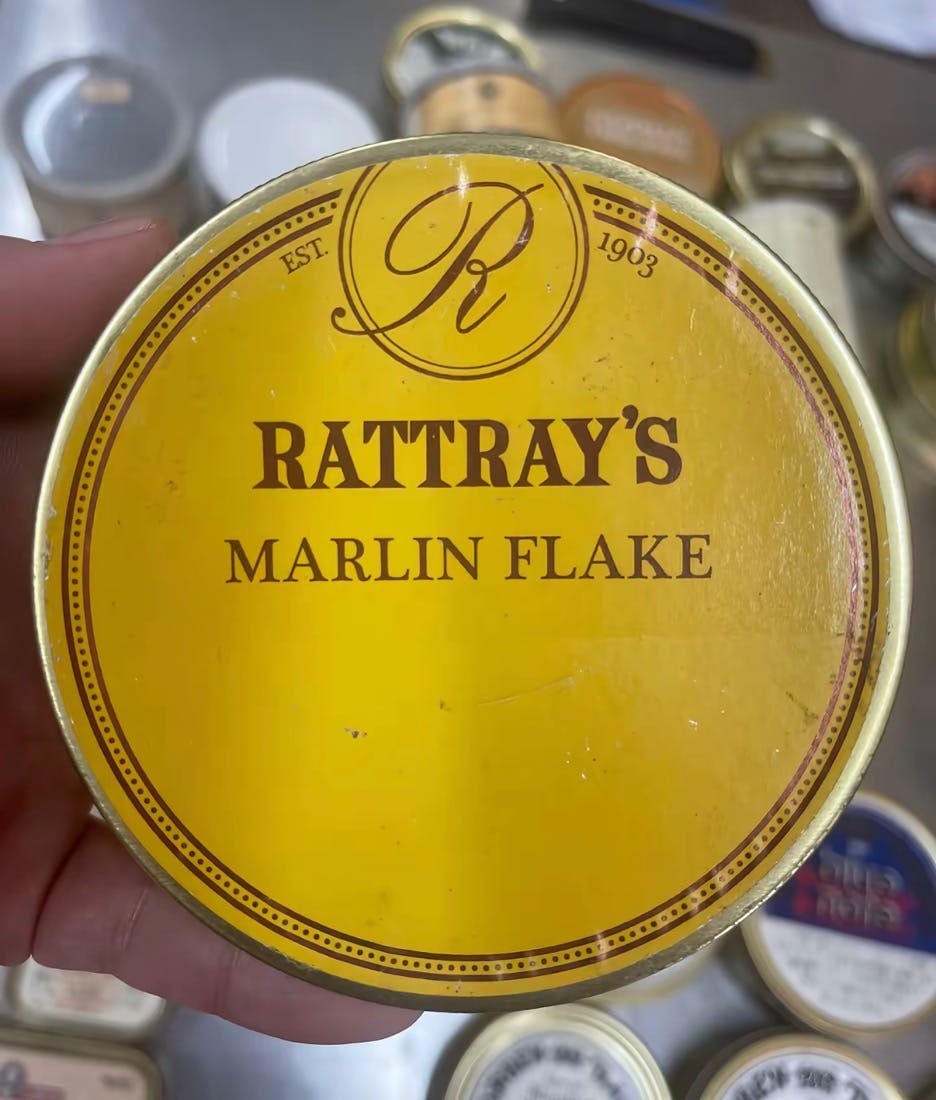 R
EST. 1903
RATTRAY'S
MARLIN FLAKE